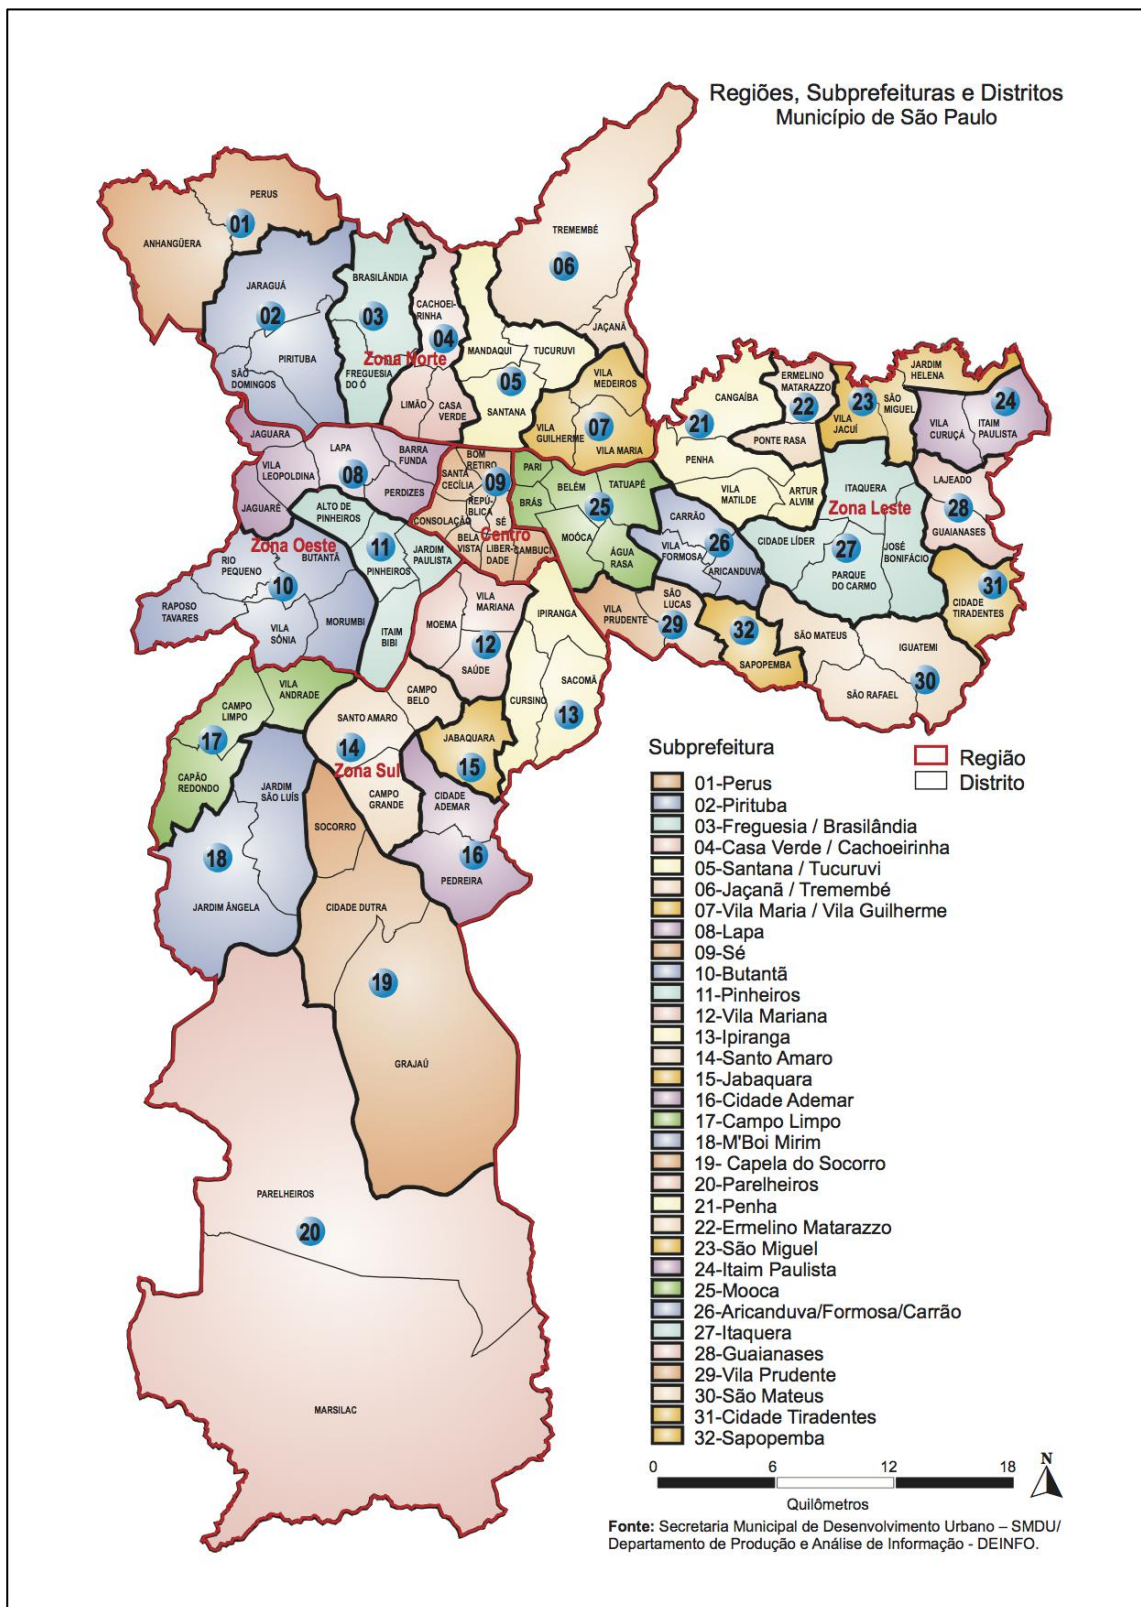 Regiões, Subprefeituras e Distritos
Município de São Paulo
PERUS
01
ANHANGÜERA
TREMEMBÉ
06
JAÇANÃ
JARAGUÁ
02
PIRITUBA
SÃO
DOMINGOS
BRASILÂNDIA
03
Zona Norte
FREGUESIA
DO Ó
CACHOEI-
RINHA
04
LIMÃO
CASA
VERDE
MANDAQUI
TUCURUVI
05
SANTANA
VILA
MEDEIROS
VILA
GUILHERME
07
VILA MARIA
CANGAÍBA
21
PENHA
VILA
MATILDE
ARTUR
ALVIM
ERMELINO
MATARAZZO
22
PONTE RASA
JARDIM
HELENA
23
SÃO
MIGUEL
VILA
JACUÍ
24
VILA
CURUÇÁ
ITAIM
PAULISTA
JAGUARA
LAPA
BARRA
FUNDA
VILA
LEOPOLDINA
08
PERDIZES
JAGUARÉ
BOM
RETIRO
SANTA
CECÍLIA
09
REPÚ-
BLICA
CONSOLAÇÃO
SÉ
Centro
BELA
VISTA
LIBER-
DADE
CAMBUCI
PARI
BELÉM
TATUAPÉ
BRÁS
25
MOÓCA
ÁGUA
RASA
CARRÃO
26
VILA
FORMOSA
ARICANDUVA
ITAQUERA
Zona Leste
CIDADE LÍDER
27
JOSÉ
BONIFÁCIO
PARQUE
DO CARMO
LAJEADO
28
GUAIANASES
31
CIDADE
TIRADENTES
ALTO DE
PINHEIROS
11
PINHEIROS
JARDIM
PAULISTA
ITAIM
BIBI
Zona Oeste
RIO
PEQUENO
BUTANTÃ
10
RAPOSO
TAVARES
MORUMBI
VILA
SÔNIA
VILA
MARIANA
MOEMA
12
SAÚDE
IPIRANGA
SACOMÃ
CURSINO
13
VILA
PRUDENTE
SÃO
LUCAS
29
32
SAPOPEMBA
SÃO MATEUS
IGUATEMI
30
SÃO RAFAEL
VILA
ANDRADE
CAMPO
LIMPO
17
CAPÃO
REDONDO
CAMPO
BELO
SANTO AMARO
14
Zona Sul
CAMPO
GRANDE
JABAQUARA
15
CIDADE
ADEMAR
16
PEDREIRA
JARDIM
SÃO LUÍS
18
JARDIM ÂNGELA
SOCORRO
CIDADE DUTRA
19
GRAJAÚ
PARELHEIROS
20
MARSILAC
Subprefeitura
Região
Distrito
01-Perus
02-Pirituba
03-Freguesia / Brasilândia
04-Casa Verde / Cachoeirinha
05-Santana / Tucuruvi
06-Jaçanã / Tremembé
07-Vila Maria / Vila Guilherme
08-Lapa
09-Sé
10-Butantã
11-Pinheiros
12-Vila Mariana
13-Ipiranga
14-Santo Amaro
15-Jabaquara
16-Cidade Ademar
17-Campo Limpo
18-M'Boi Mirim
19- Capela do Socorro
20-Parelheiros
21-Penha
22-Ermelino Matarazzo
23-São Miguel
24-Itaim Paulista
25-Mooca
26-Aricanduva/Formosa/Carrão
27-Itaquera
28-Guaianases
29-Vila Prudente
30-São Mateus
31-Cidade Tiradentes
32-Sapopemba
0 6 12 18
N
Quilômetros
Fonte: Secretaria Municipal de Desenvolvimento Urbano – SMDU/
Departamento de Produção e Análise de Informação - DEINFO.